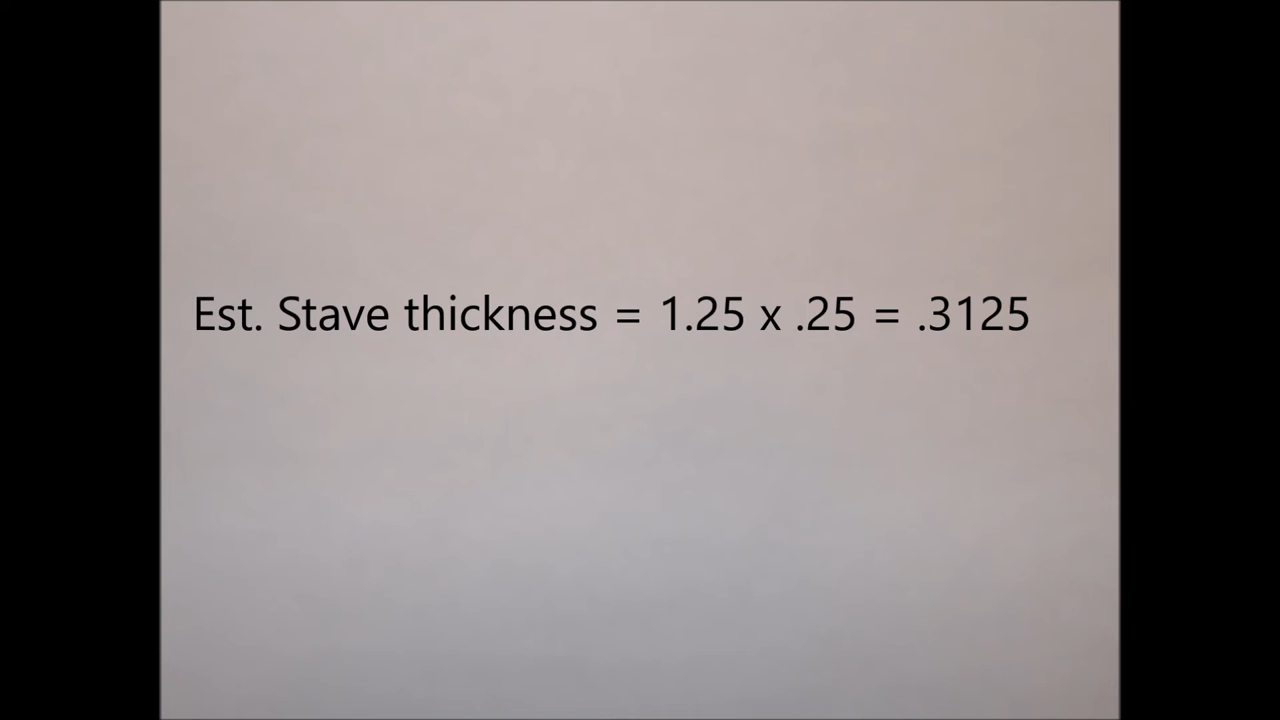 Est. Stave thickness = 1.25 x .25 = .3125